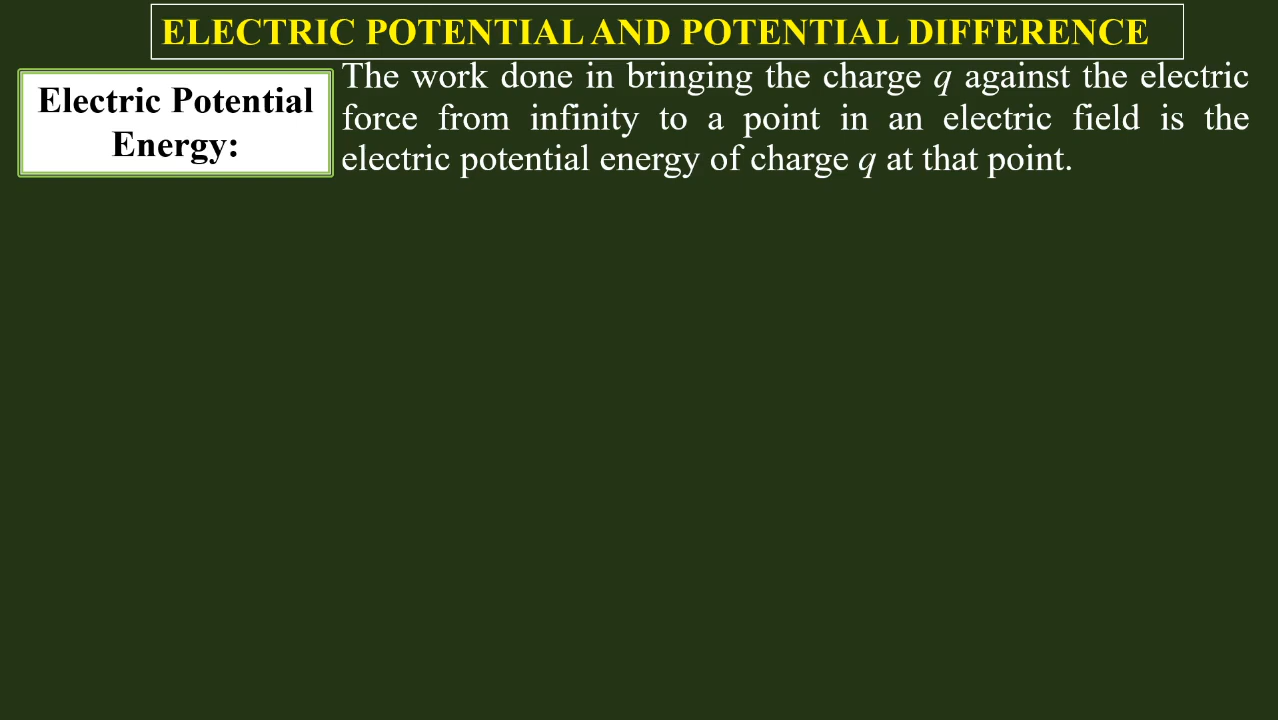 ELECTRIC POTENTIAL AND POTENTIAL DIFFERENCE
Electric Potential
Energy:
The work done in bringing the charge q against the electric
force from infinity to a point in an electric field is the
electric potential energy of charge q at that point.